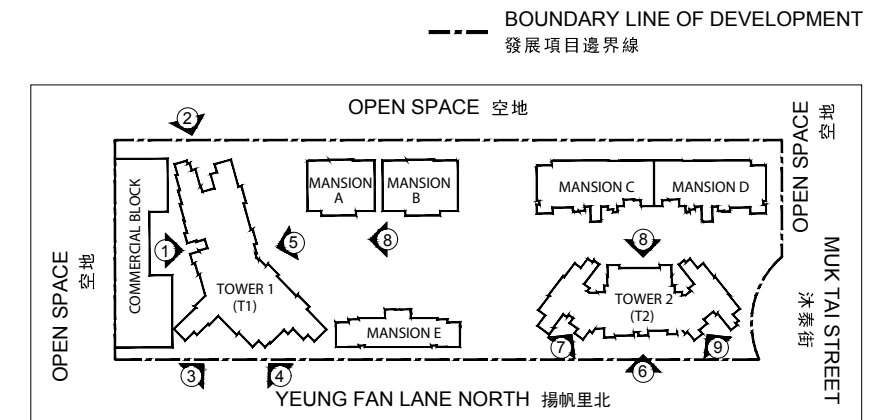 BOUNDARY LINE OF DEVELOPMENT
發展項目邊界線
OPEN SPACE 空地
OPEN SPACE
空地
②
MANSION
A
MANSION
B
MANSION C
MANSION D
COMMERCIAL BLOCK
①
⑤
⑧
⑧
OPEN SPACE
空地
TOWER 1
(T1)
TOWER 2
(T2)
MUK TAI STREET
沐泰街
MANSION E
③
④
⑦
⑥
⑨
YEUNG FAN LANE NORTH 揚帆里北